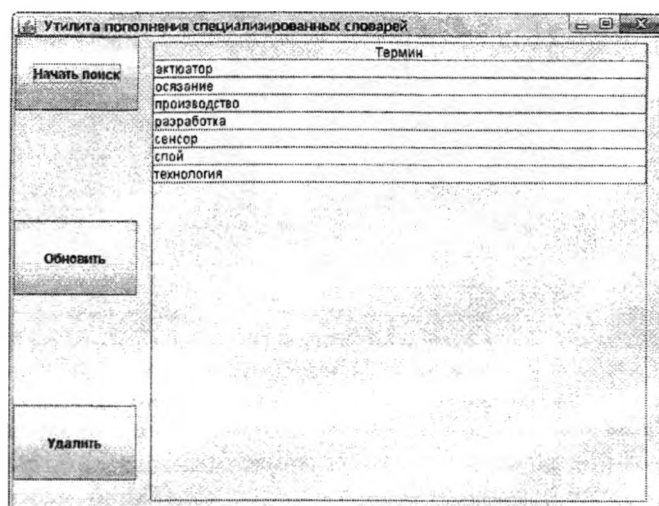 Утилита пополнения специализированных словарей
Начать поиск
Обновить
Удалить
Термин
актюатор
осязание
производство
разработка
сенсор
слой
технология